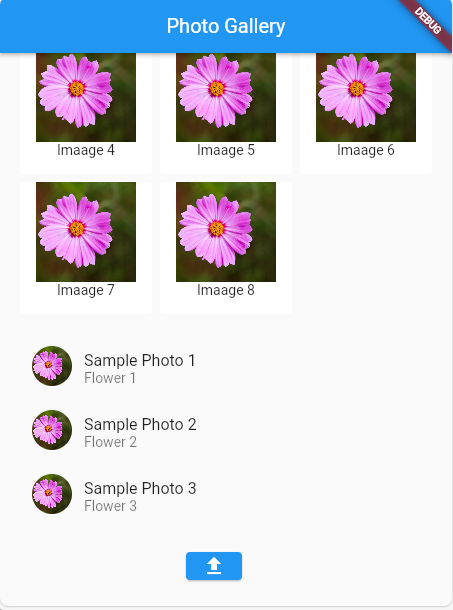 Photo Gallery
DEBUG
Imaage 4
Imaage 5
Imaage 6
Imaage 7
Imaage 8
Sample Photo 1
Flower 1
Sample Photo 2
Flower 2
Sample Photo 3
Flower 3